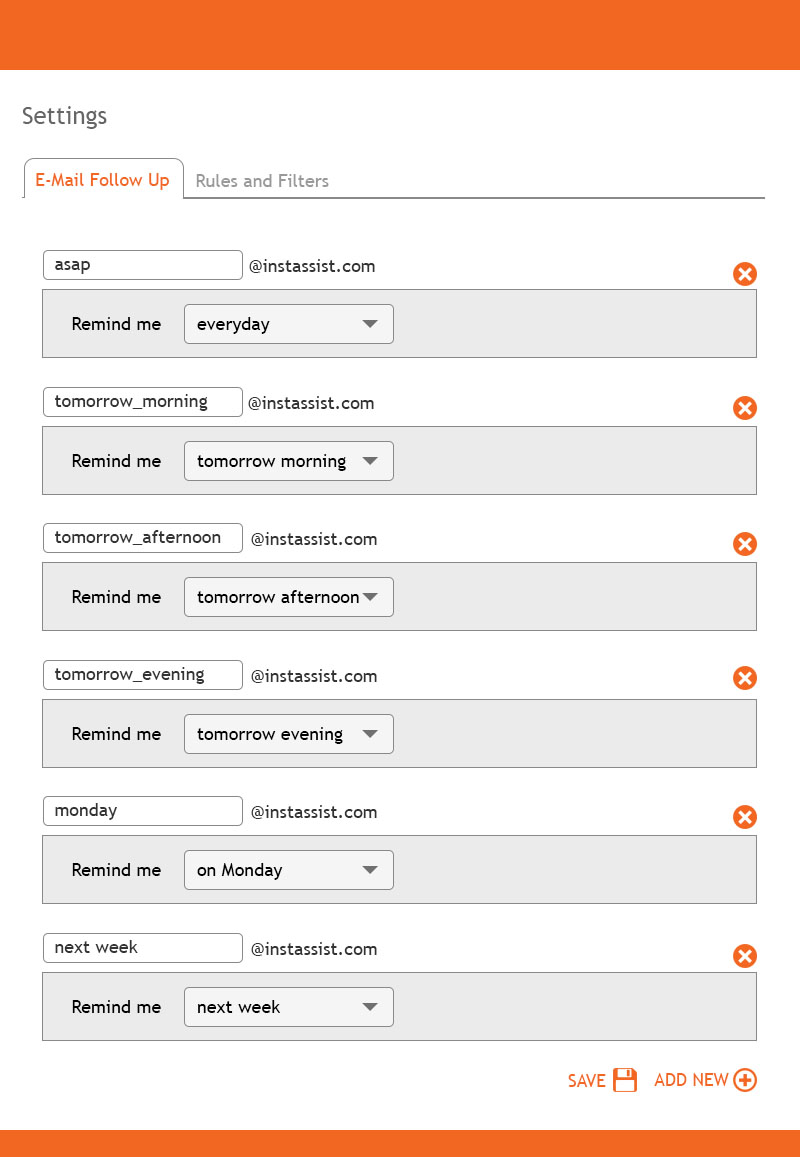 Settings
E-Mail Follow Up Rules and Filters
asap @instassist.com
Remind me everyday
tomorrow_morning @instassist.com
Remind me tomorrow morning
tomorrow_afternoon @instassist.com
Remind me tomorrow afternoon
tomorrow_evening @instassist.com
Remind me tomorrow evening
monday @instassist.com
Remind me on Monday
next week @instassist.com
Remind me next week
SAVE ADD NEW